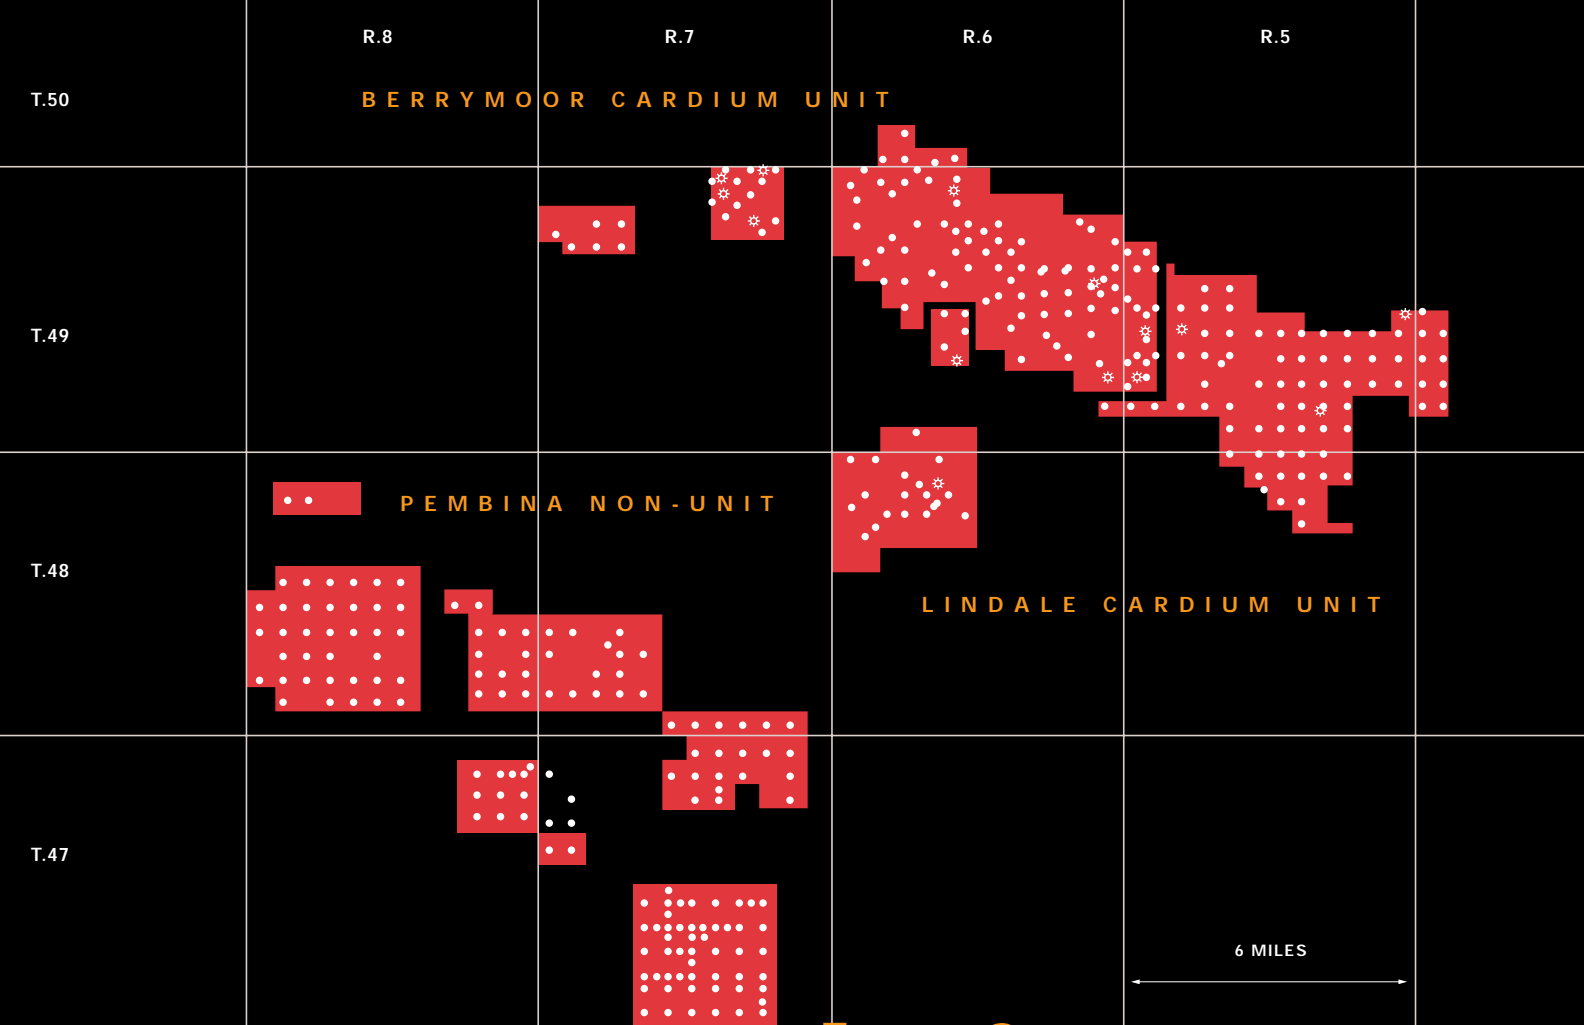 R.8 R.7 R.6 R.5
T.50
BERRYMOOR CARDIUM UNIT
T.49
PEMBINA NON-UNIT
T.48
LINDALE CARDIUM UNIT
T.47
6 MILES